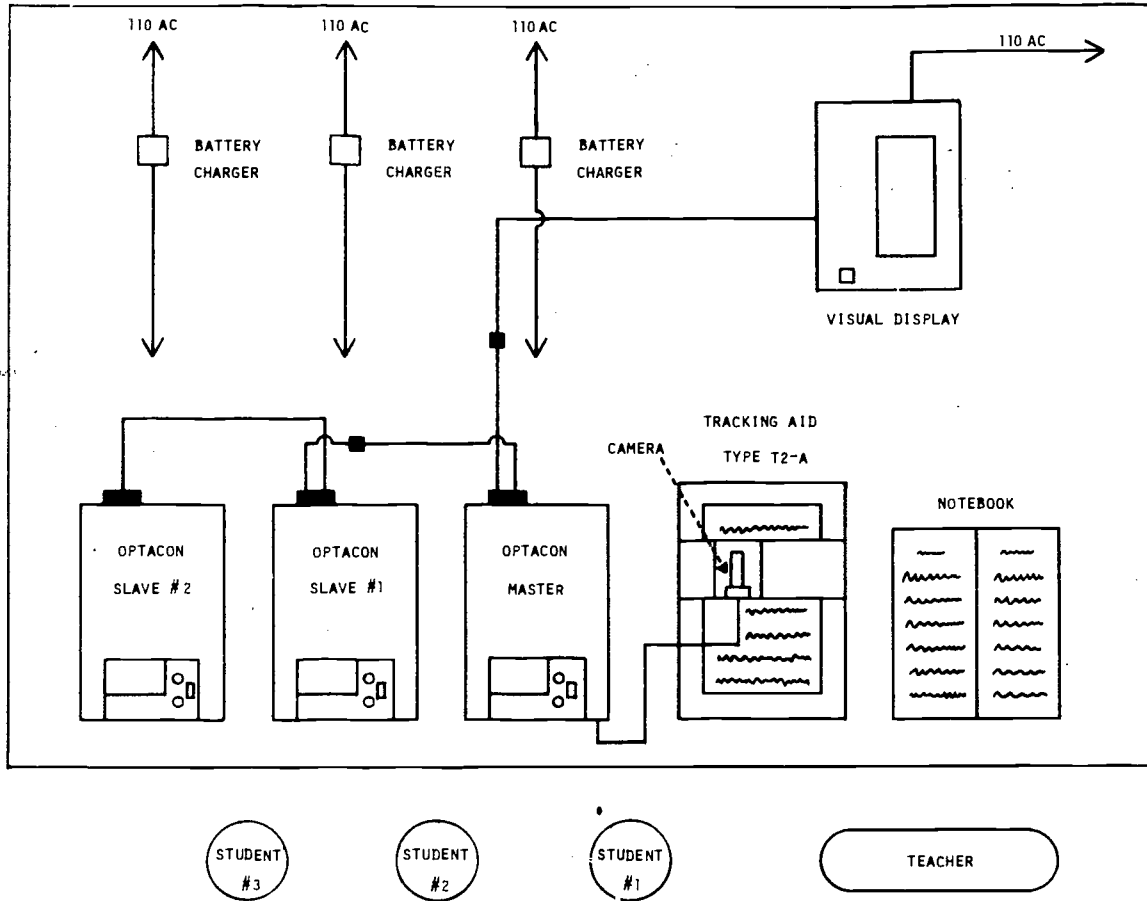 110 AC
110 AC
110 AC
110 AC
BATTERY
CHARGER
BATTERY
CHARGER
BATTERY
CHARGER
VISUAL DISPLAY
TRACKING AID
TYPE T2-A
CAMERA
NOTEBOOK
OPTACON
SLAVE #2
OPTACON
SLAVE #1
OPTACON
MASTER
STUDENT
#3
STUDENT
#2
STUDENT
#1
TEACHER